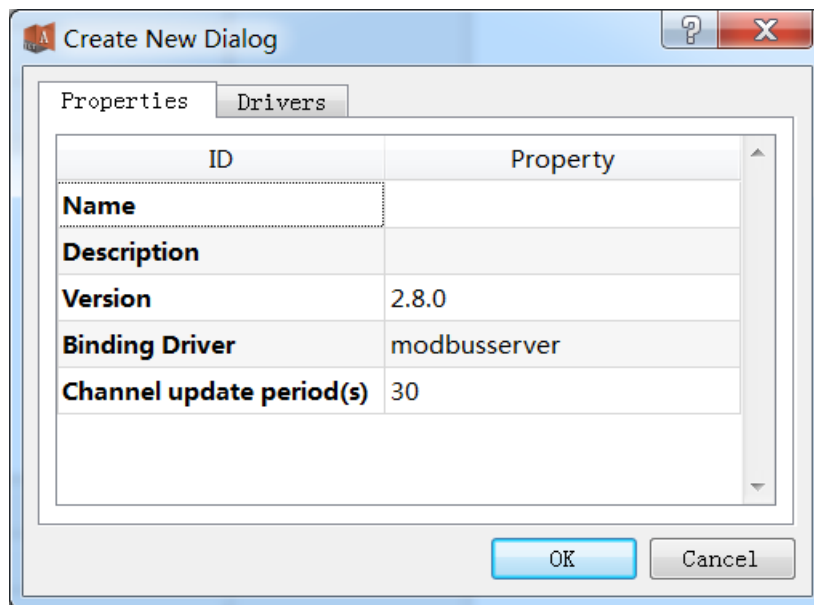 Create New Dialog
Properties Drivers
ID Property
Name
Description
Version 2.8.0
Binding Driver modbusserver
Channel update period(s) 30
OK Cancel